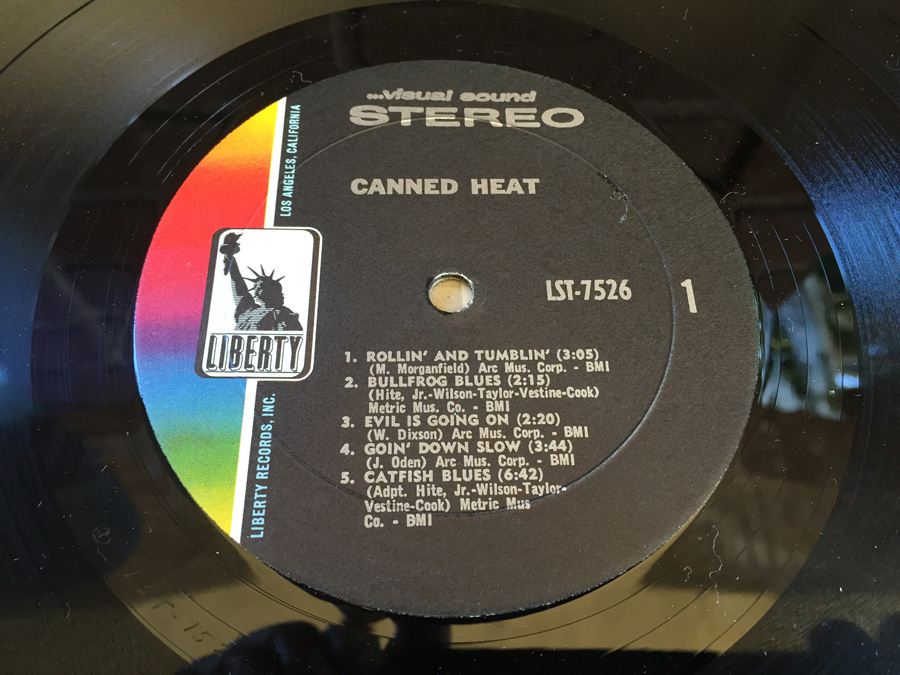 ...visual sound
STEREO
CANNED HEAT
LOS ANGELES, CALIFORNIA
LIBERTY
LIBERTY RECORDS, INC.
LST-7526
1
1. ROLLIN' AND TUMBLIN' (3:05)
(M. Morganfield) Arc Mus. Corp. - BMI
2. BULLFROG BLUES (2:15)
(Hite, Jr.-Wilson-Taylor-Vestine-Cook)
Metric Mus. Co. - BMI
3. EVIL IS GOING ON (2:20)
(W. Dixson) Arc Mus. Corp. - BMI
4. GOIN' DOWN SLOW (3:44)
(J. Oden) Arc Mus. Corp. - BMI
5. CATFISH BLUES (6:42)
(Adpt. Hite, Jr.-Wilson-Taylor-
Vestine-Cook) Metric Mus
Co. - BMI